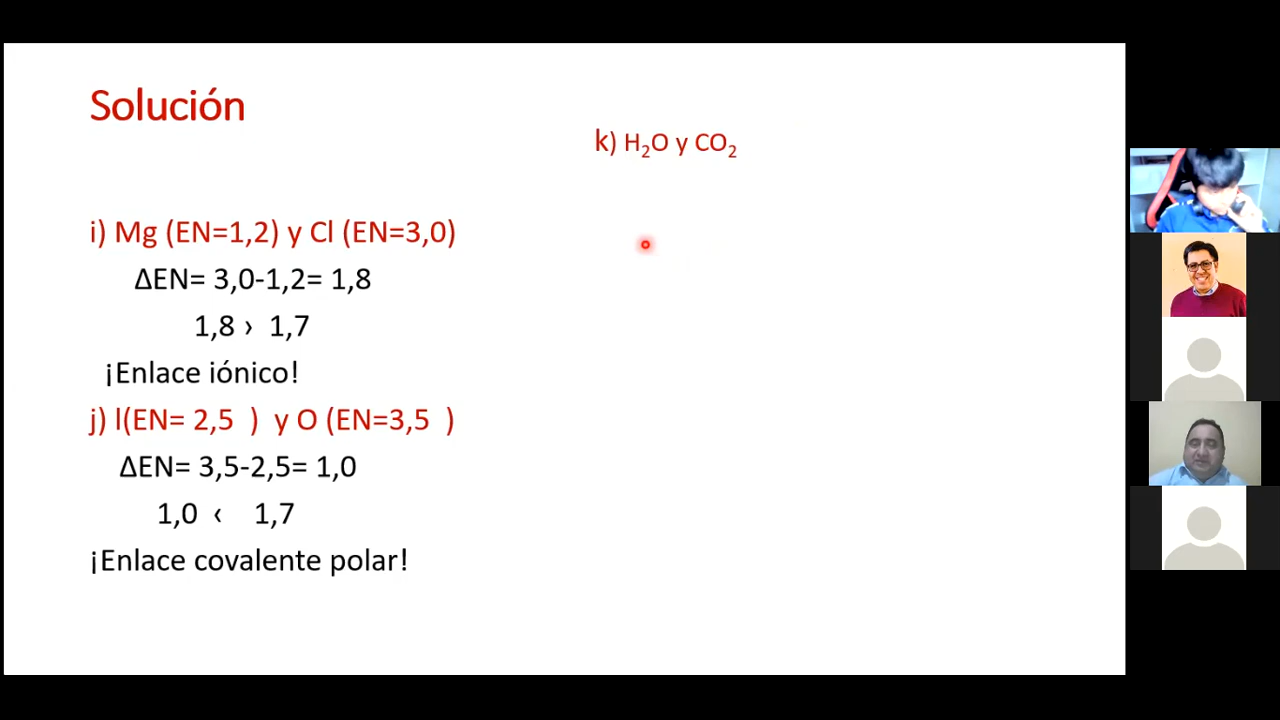 Solución
k) H₂O y CO₂
i) Mg (EN=1,2) y Cl (EN=3,0)
ΔEN= 3,0-1,2= 1,8
1,8 › 1,7
¡Enlace iónico!
j) l(EN= 2,5 ) y O (EN=3,5 )
ΔEN= 3,5-2,5= 1,0
1,0 ‹ 1,7
¡Enlace covalente polar!